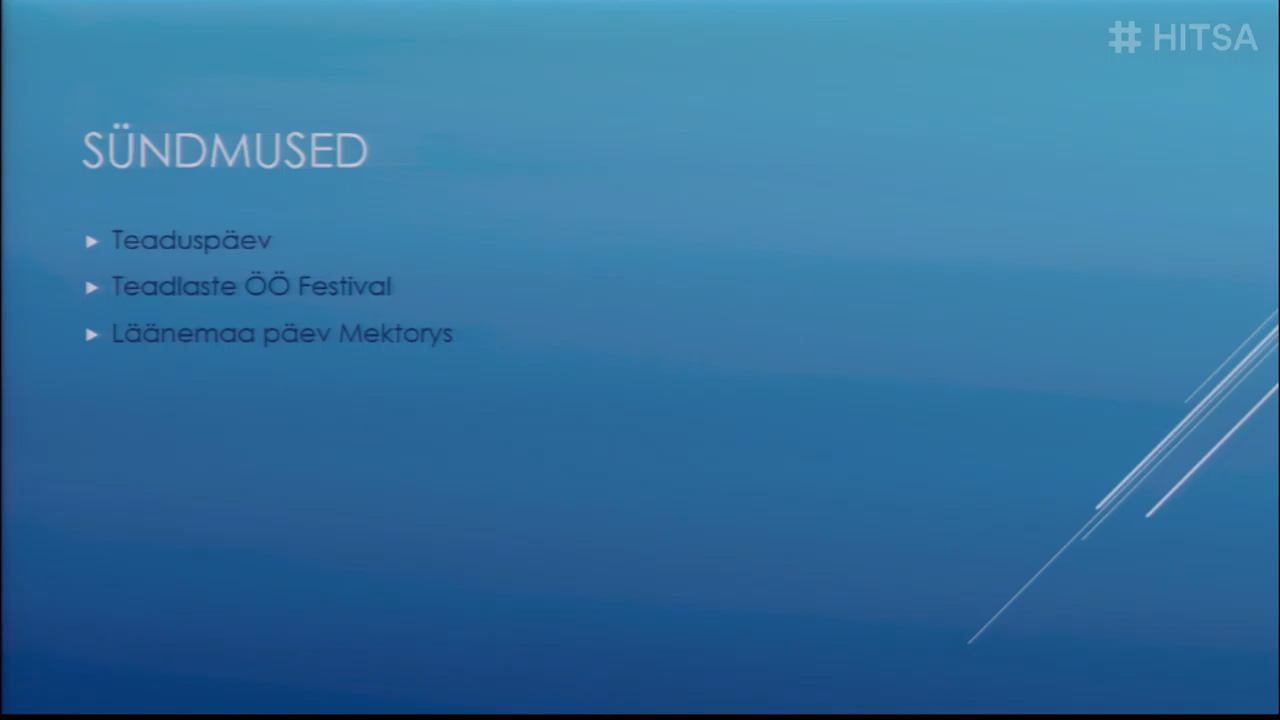 # HITSA
SÜNDMUSED
Teaduspäev
Teadlaste ÖÖ Festival
Läänemaa päev Mektorys